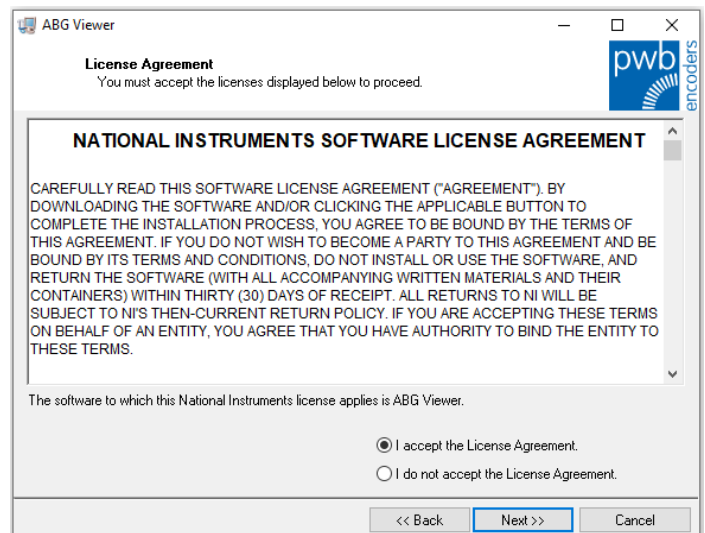 ABG Viewer
License Agreement
You must accept the licenses displayed below to proceed.
pwb
encoders
NATIONAL INSTRUMENTS SOFTWARE LICENSE AGREEMENT
CAREFULLY READ THIS SOFTWARE LICENSE AGREEMENT ("AGREEMENT"). BY
DOWNLOADING THE SOFTWARE AND/OR CLICKING THE APPLICABLE BUTTON TO
COMPLETE THE INSTALLATION PROCESS, YOU AGREE TO BE BOUND BY THE TERMS OF
THIS AGREEMENT. IF YOU DO NOT WISH TO BECOME A PARTY TO THIS AGREEMENT AND BE
BOUND BY ITS TERMS AND CONDITIONS, DO NOT INSTALL OR USE THE SOFTWARE, AND
RETURN THE SOFTWARE (WITH ALL ACCOMPANYING WRITTEN MATERIALS AND THEIR
CONTAINERS) WITHIN THIRTY (30) DAYS OF RECEIPT. ALL RETURNS TO NI WILL BE
SUBJECT TO NI'S THEN-CURRENT RETURN POLICY. IF YOU ARE ACCEPTING THESE TERMS
ON BEHALF OF AN ENTITY, YOU AGREE THAT YOU HAVE AUTHORITY TO BIND THE ENTITY TO
THESE TERMS.
The software to which this National Instruments license applies is ABG Viewer.
I accept the License Agreement.
I do not accept the License Agreement.
<< Back Next >> Cancel